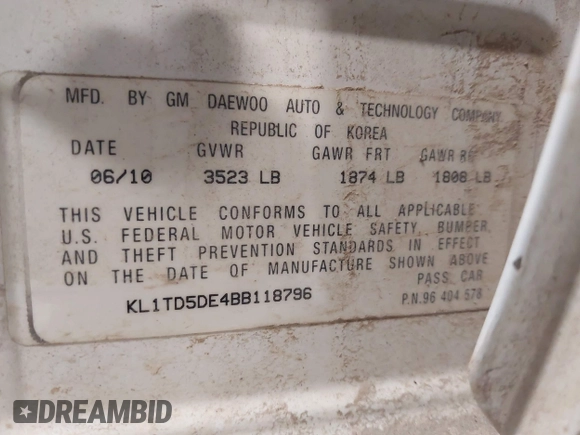 MFD. BY GM DAEWOO AUTO & TECHNOLOGY COMPANY
REPUBLIC OF KOREA
DATE GVWR GAWR FRT GAWR RR
06/10 3523 LB 1874 LB 1808 LB
THIS VEHICLE CONFORMS TO ALL APPLICABLE
U.S. FEDERAL MOTOR VEHICLE SAFETY BUMPER,
AND THEFT PREVENTION STANDARDS IN EFFECT
ON THE DATE OF MANUFACTURE SHOWN ABOVE
PASS CAR
KL1TD5DE4BB118796
P.N.96 404 578
DREAMBID